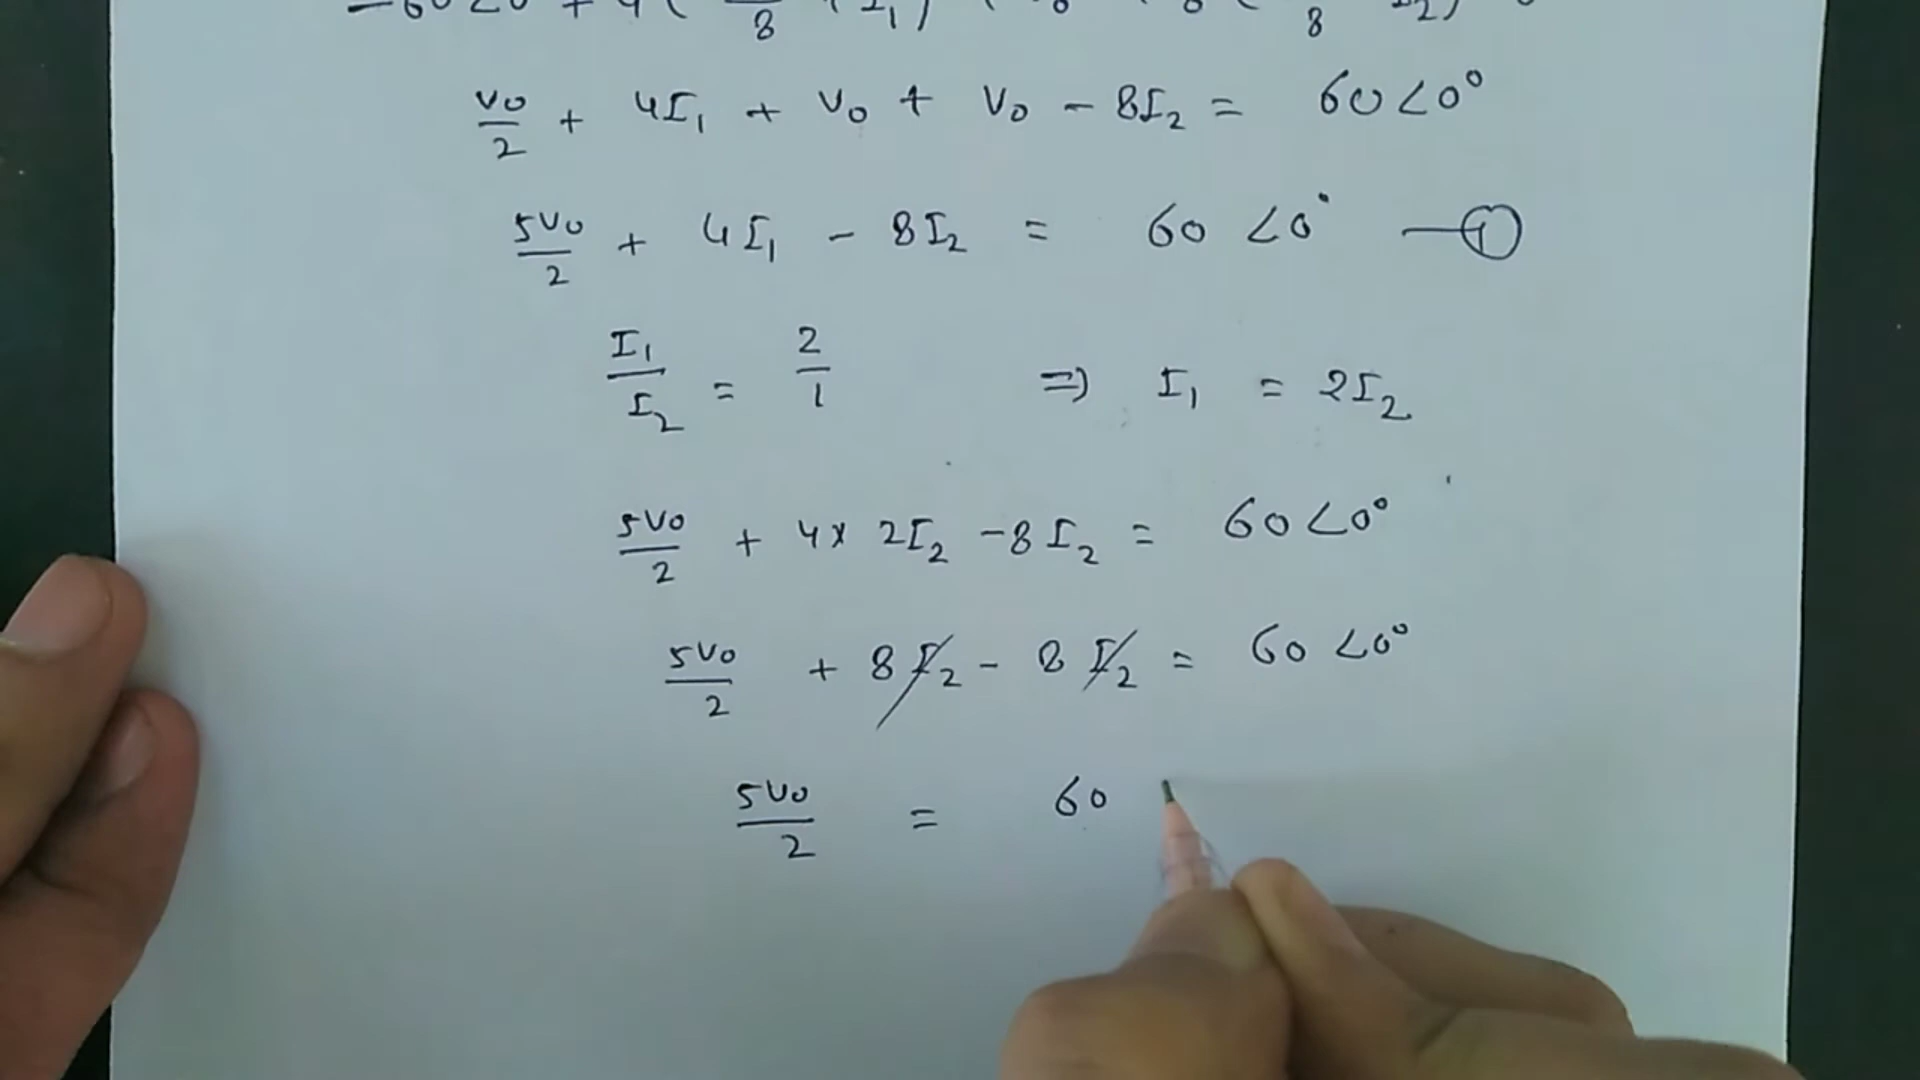 V0/2 + 4I1 + V0 + V0 - 8I2 = 60∠0°
5V0/2 + 4I1 - 8I2 = 60∠0° —①
I1/I2 = 2/1 ⇒ I1 = 2I2
5V0/2 + 4x 2I2 - 8I2 = 60∠0°
5V0/2 + 8I2 - 8I2 = 60∠0°
5V0/2 = 60